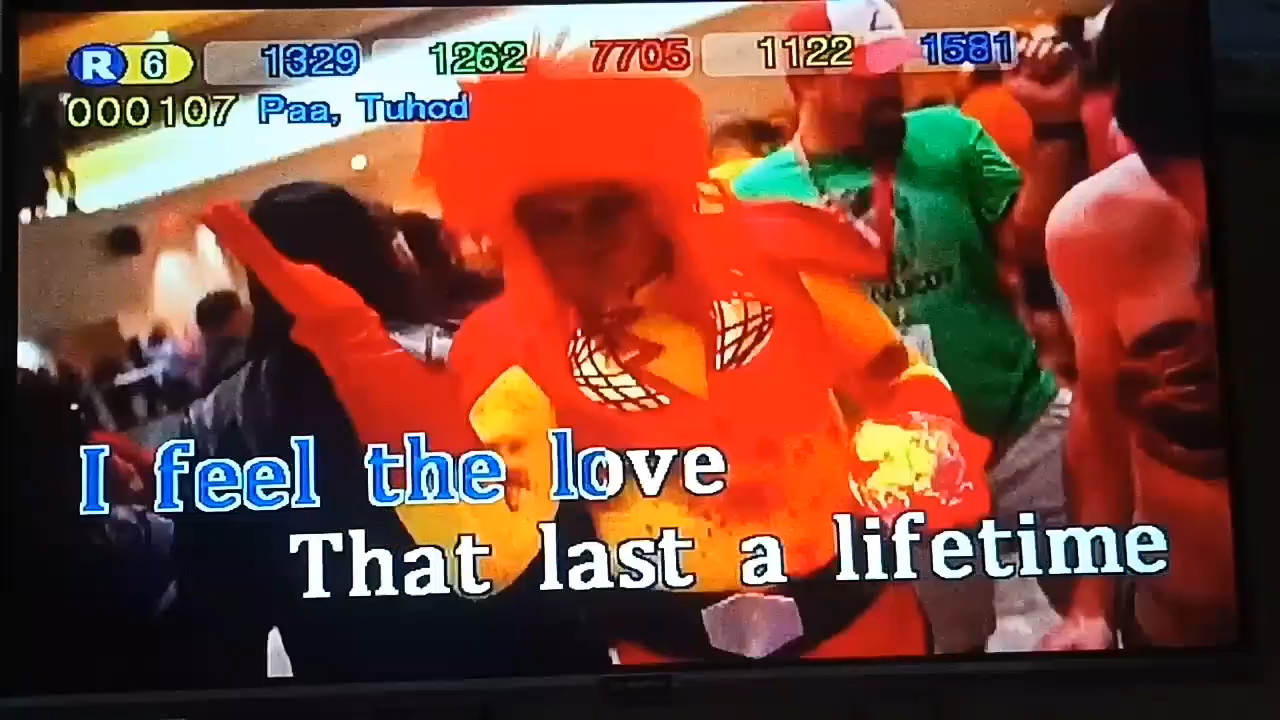 R 6 1329 1262 7705 1122 1581
000107 Paa, Tuhod
I feel the love
That last a lifetime